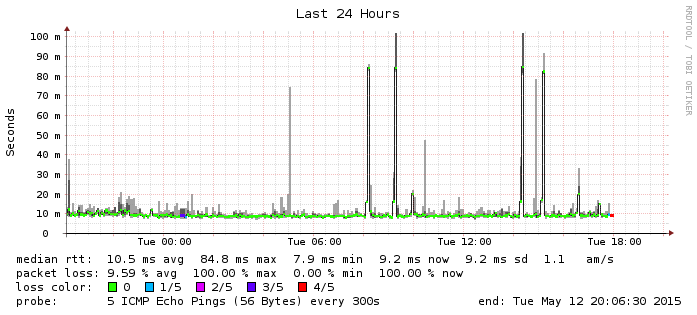 Last 24 Hours
RRDTOOL / TOBI OETIKER
Seconds
100 m
90 m
80 m
70 m
60 m
50 m
40 m
30 m
20 m
10 m
0
Tue 00:00 Tue 06:00 Tue 12:00 Tue 18:00
median rtt: 10.5 ms avg 84.8 ms max 7.9 ms min 9.2 ms now 9.2 ms sd 1.1 am/s
packet loss: 9.59 % avg 100.00 % max 0.00 % min 100.00 % now
loss color: 0 1/5 2/5 3/5 4/5
probe: 5 ICMP Echo Pings (56 Bytes) every 300s end: Tue May 12 20:06:30 2015